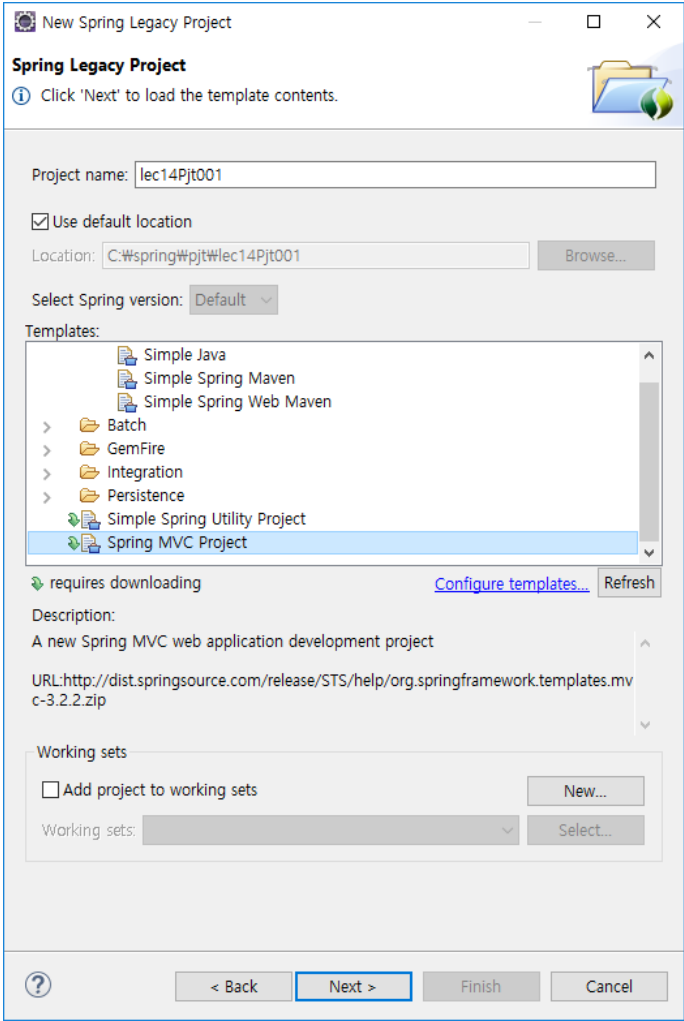 New Spring Legacy Project
Spring Legacy Project
Click 'Next' to load the template contents.
Project name: lec14Pjt001
Use default location
Location: C:₩spring₩pjt₩lec14Pjt001 Browse...
Select Spring version: Default
Templates:
Simple Java
Simple Spring Maven
Simple Spring Web Maven
Batch
GemFire
Integration
Persistence
Simple Spring Utility Project
Spring MVC Project
requires downloading Configure templates... Refresh
Description:
A new Spring MVC web application development project
URL:http://dist.springsource.com/release/STS/help/org.springframework.templates.mv
c-3.2.2.zip
Working sets
Add project to working sets New...
Working sets: Select...
? < Back Next > Finish Cancel